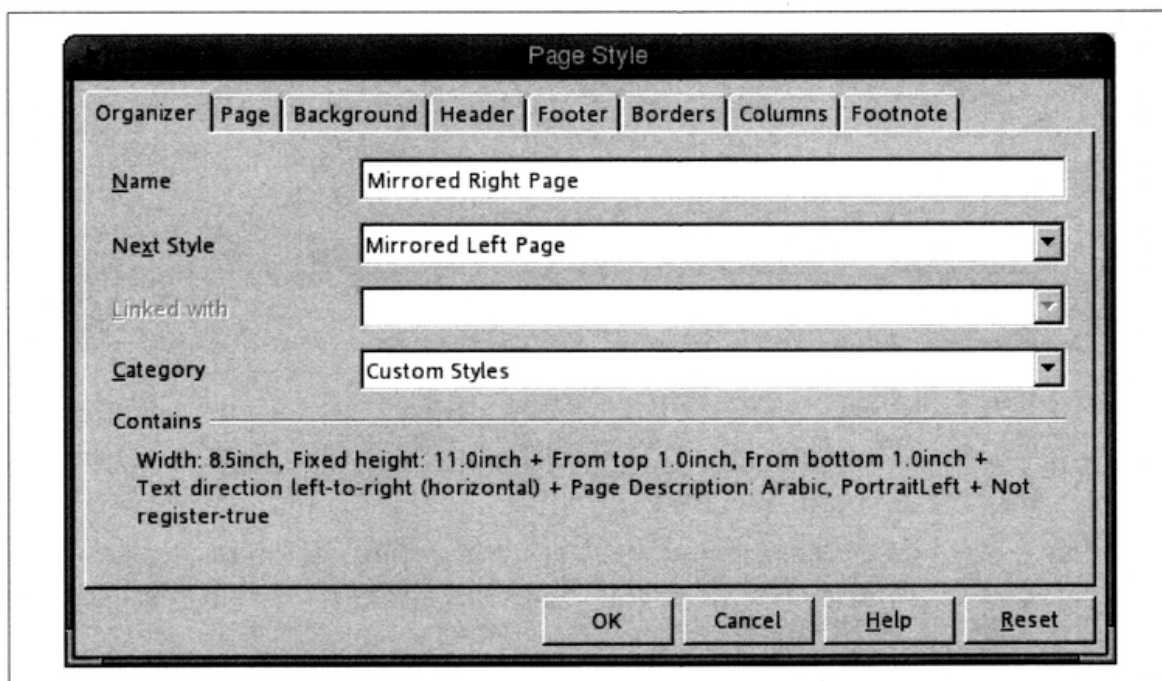 Page Style
Organizer Page Background Header Footer Borders Columns Footnote
Name Mirrored Right Page
Next Style Mirrored Left Page
Linked with
Category Custom Styles
Contains
Width: 8.5inch, Fixed height: 11.0inch + From top 1.0inch, From bottom 1.0inch +
Text direction left-to-right (horizontal) + Page Description: Arabic, PortraitLeft + Not
register-true
OK Cancel Help Reset